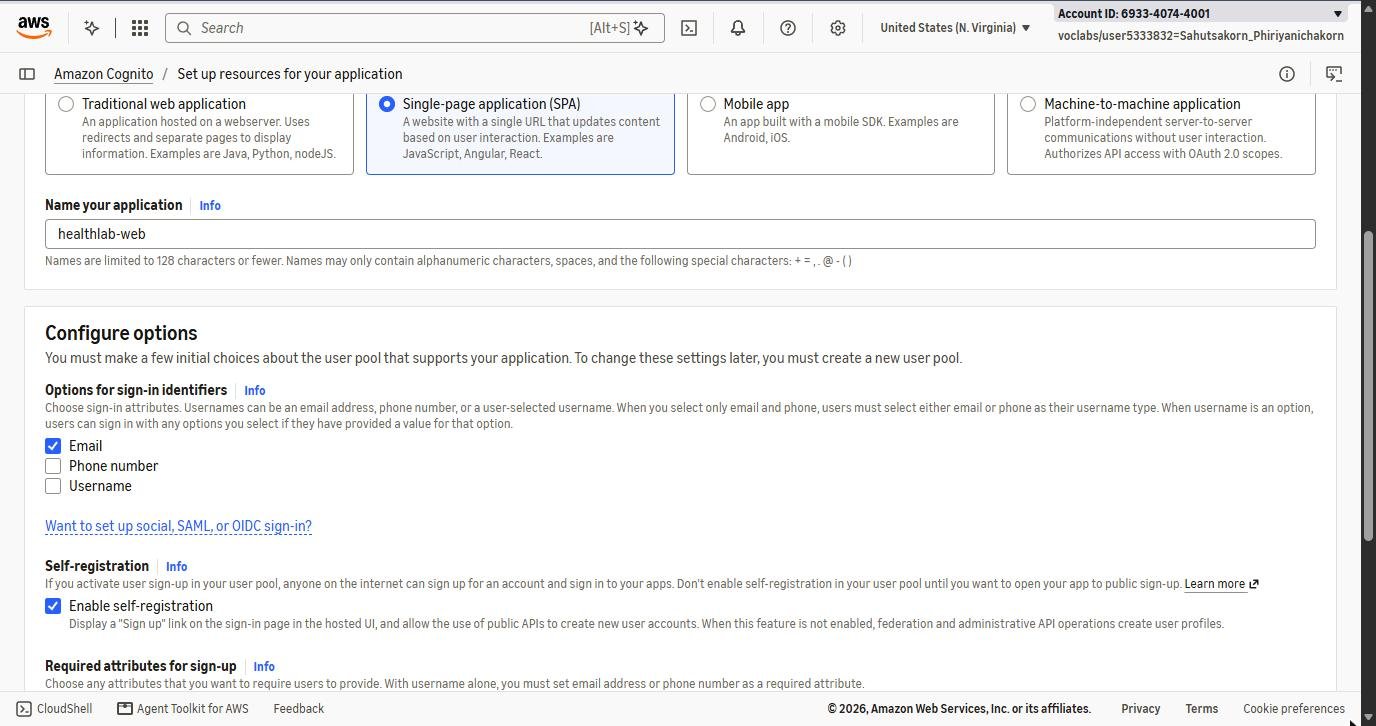 aws
Search
[Alt+S]
United States (N. Virginia)
Account ID: 6933-4074-4001
voclabs/user5333832=Sahutsakorn_Phiriyanichakorn
Amazon Cognito / Set up resources for your application
Traditional web application
An application hosted on a webserver. Uses
redirects and separate pages to display
information. Examples are Java, Python, nodeJS.
Single-page application (SPA)
A website with a single URL that updates content
based on user interaction. Examples are
JavaScript, Angular, React.
Mobile app
An app built with a mobile SDK. Examples are
Android, iOS.
Machine-to-machine application
Platform-independent server-to-server
communications without user interaction.
Authorizes API access with OAuth 2.0 scopes.
Name your application Info
healthlab-web
Names are limited to 128 characters or fewer. Names may only contain alphanumeric characters, spaces, and the following special characters: + = , . @ - ( )
Configure options
You must make a few initial choices about the user pool that supports your application. To change these settings later, you must create a new user pool.
Options for sign-in identifiers Info
Choose sign-in attributes. Usernames can be an email address, phone number, or a user-selected username. When you select only email and phone, users must select either email or phone as their username type. When username is an option,
users can sign in with any options you select if they have provided a value for that option.
Email
Phone number
Username
Want to set up social, SAML, or OIDC sign-in?
Self-registration Info
If you activate user sign-up in your user pool, anyone on the internet can sign up for an account and sign in to your apps. Don't enable self-registration in your user pool until you want to open your app to public sign-up. Learn more
Enable self-registration
Display a "Sign up" link on the sign-in page in the hosted UI, and allow the use of public APIs to create new user accounts. When this feature is not enabled, federation and administrative API operations create user profiles.
Required attributes for sign-up Info
Choose any attributes that you want to require users to provide. With username alone, you must set email address or phone number as a required attribute.
CloudShell
Agent Toolkit for AWS
Feedback
© 2026, Amazon Web Services, Inc. or its affiliates.
Privacy
Terms
Cookie preferences